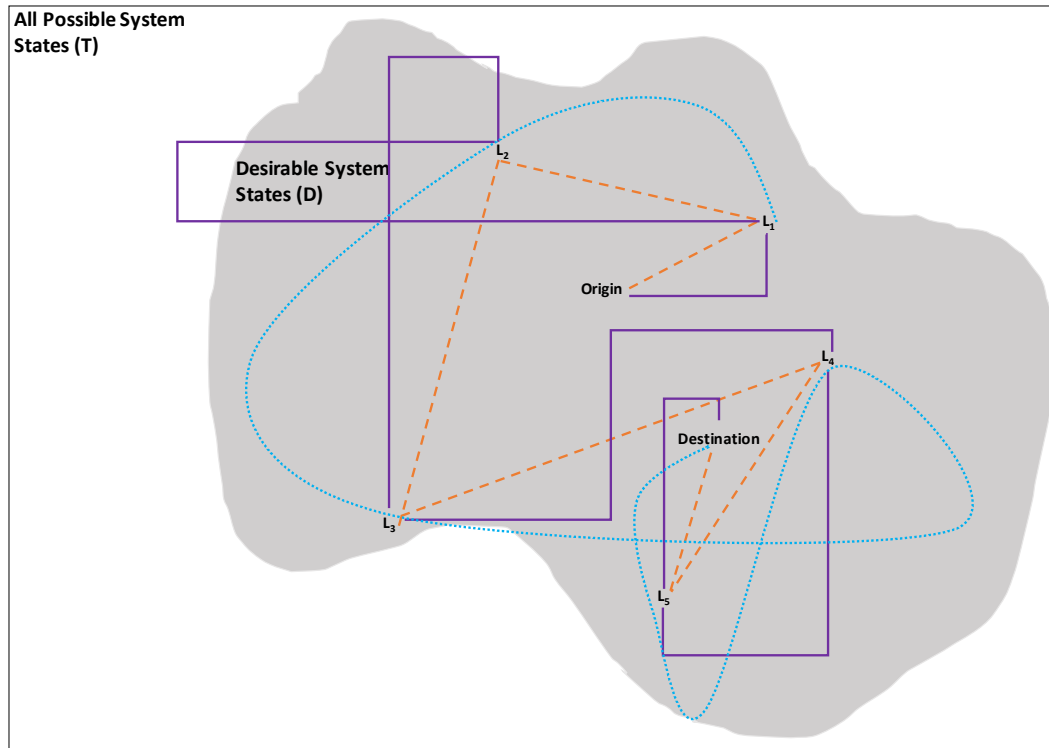 All Possible System
States (T)
L₂
Desirable System
States (D)
L₁
Origin
L₄
Destination
L₃
L₅